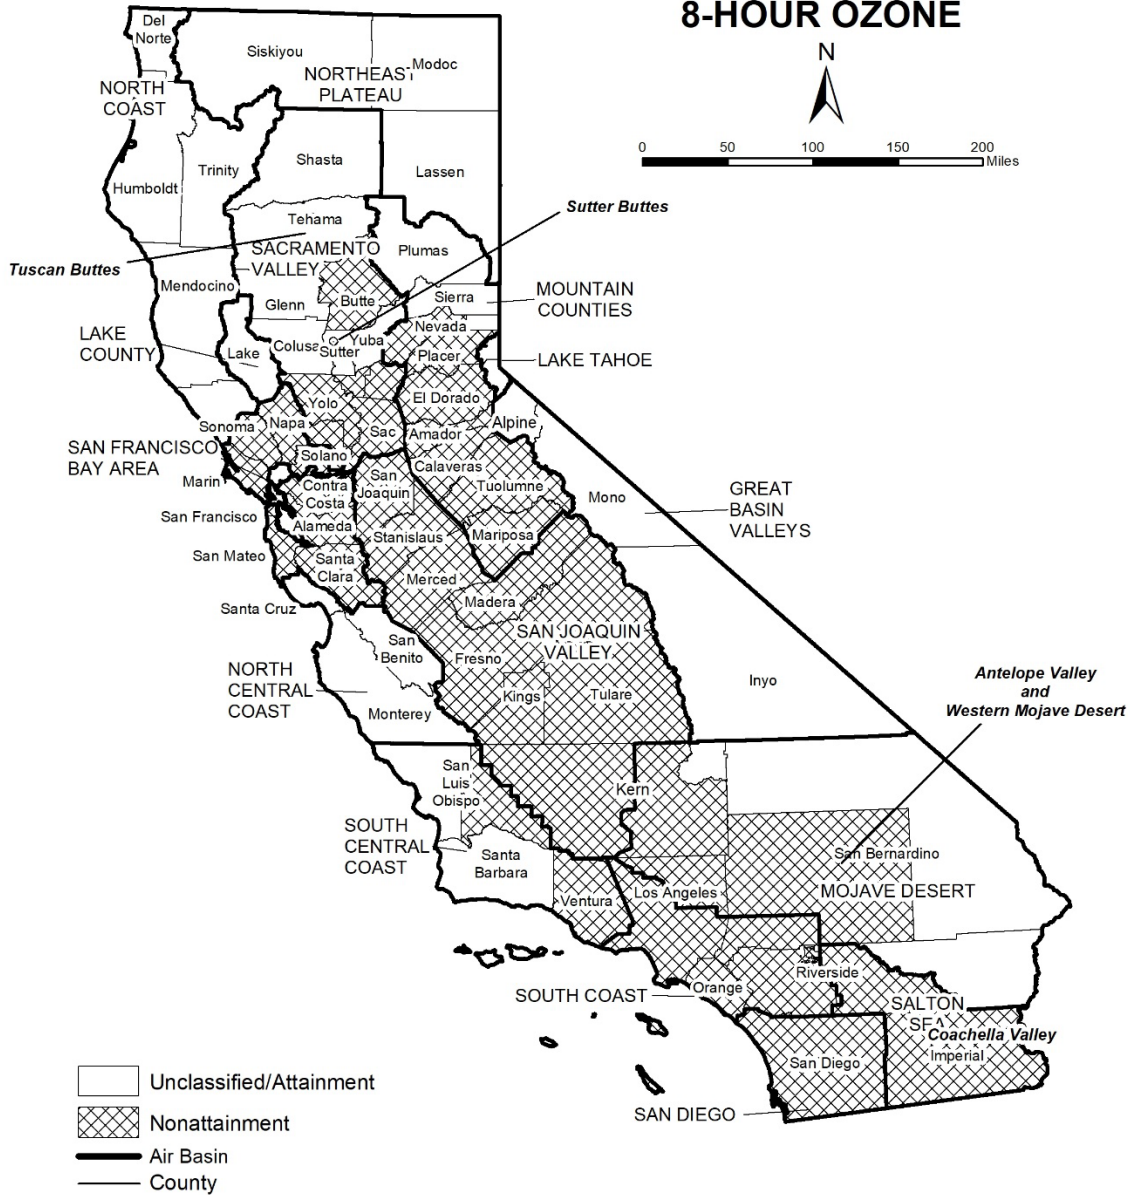 8-HOUR OZONE
N
0 50 100 150 200
Miles
Del
Norte
Siskiyou
Modoc
NORTHEAST
PLATEAU
NORTH
COAST
Shasta
Trinity
Lassen
Humboldt
Sutter Buttes
Tehama
SACRAMENTO
VALLEY
Plumas
Tuscan Buttes
Mendocino
Glenn
Butte
Sierra
MOUNTAIN
COUNTIES
Nevada
LAKE
COUNTY
Lake
Colusa
Sutter
Yuba
Placer
LAKE TAHOE
Yolo
El Dorado
Sonoma
Napa
Sac
Amador
Alpine
SAN FRANCISCO
BAY AREA
Solano
Calaveras
Marin
Contra
Costa
San
Joaquin
Tuolumne
Mono
GREAT
BASIN
VALLEYS
San Francisco
Alameda
Stanislaus
Mariposa
San Mateo
Santa
Clara
Merced
Santa Cruz
Madera
San
Benito
SAN JOAQUIN
VALLEY
Fresno
NORTH
CENTRAL
COAST
Kings
Tulare
Inyo
Antelope Valley
and
Western Mojave Desert
Monterey
San
Luis
Obispo
Kern
SOUTH
CENTRAL
COAST
Santa
Barbara
San Bernardino
MOJAVE DESERT
Ventura
Los Angeles
Riverside
SOUTH COAST
Orange
SALTON
SEA
Coachella Valley
Imperial
San Diego
SAN DIEGO
Unclassified/Attainment
Nonattainment
Air Basin
County